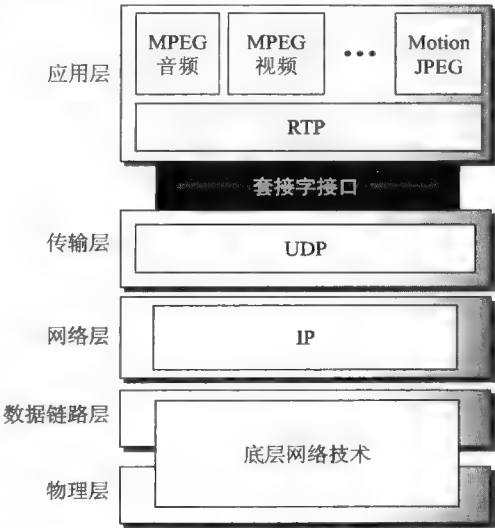 应用层
MPEG
音频
MPEG
视频
•••
Motion
JPEG
RTP
套接字接口
传输层
UDP
网络层
IP
数据链路层
底层网络技术
物理层